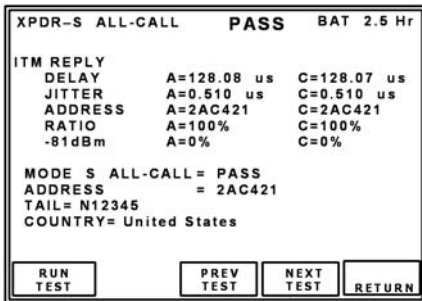 XPDR-S ALL-CALL PASS BAT 2.5 Hr
ITM REPLY
DELAY A=128.08 us C=128.07 us
JITTER A=0.510 us C=0.510 us
ADDRESS A=2AC421 C=2AC421
RATIO A=100% C=100%
-81dBm A=0% C=0%
MODE S ALL-CALL= PASS
ADDRESS = 2AC421
TAIL= N12345
COUNTRY= United States
RUN TEST PREV TEST NEXT TEST RETURN